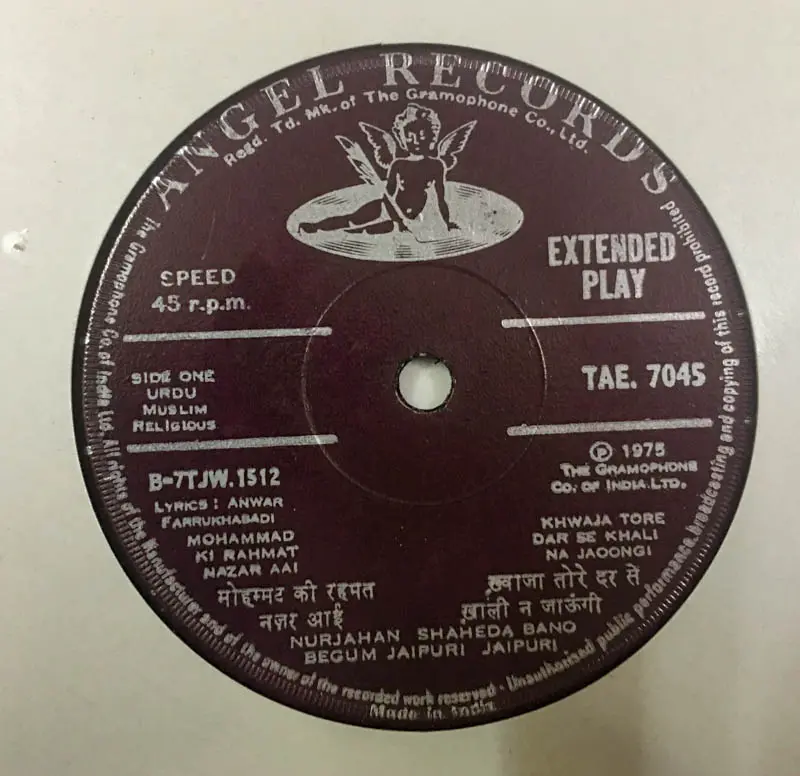 ANGEL RECORDS
Regd. Td. Mk. of The Gramophone Co., Ltd.
SPEED
45 r.p.m.
EXTENDED
PLAY
SIDE ONE
URDU
MUSLIM
RELIGIOUS
TAE. 7045
B-7TJW.1512
LYRICS : ANWAR
FARRUKHABADI
MOHAMMAD
KI RAHMAT
NAZAR AAI
मोहम्मद की रहमत
नज़र आई
℗ 1975
THE GRAMOPHONE
CO. OF INDIA LTD.
KHWAJA TORE
DAR SE KHALI
NA JAOONGI
ख़्वाजा तोरे दर से
ख़ाली न जाऊंगी
NURJAHAN SHAHEDA BANO
BEGUM JAIPURI JAIPURI
The Gramophone Co. of India Ltd. All rights of the Manufacturer and of the owner of the recorded work reserved - Unauthorised public performance, broadcasting and copying of this record prohibited
Made in India